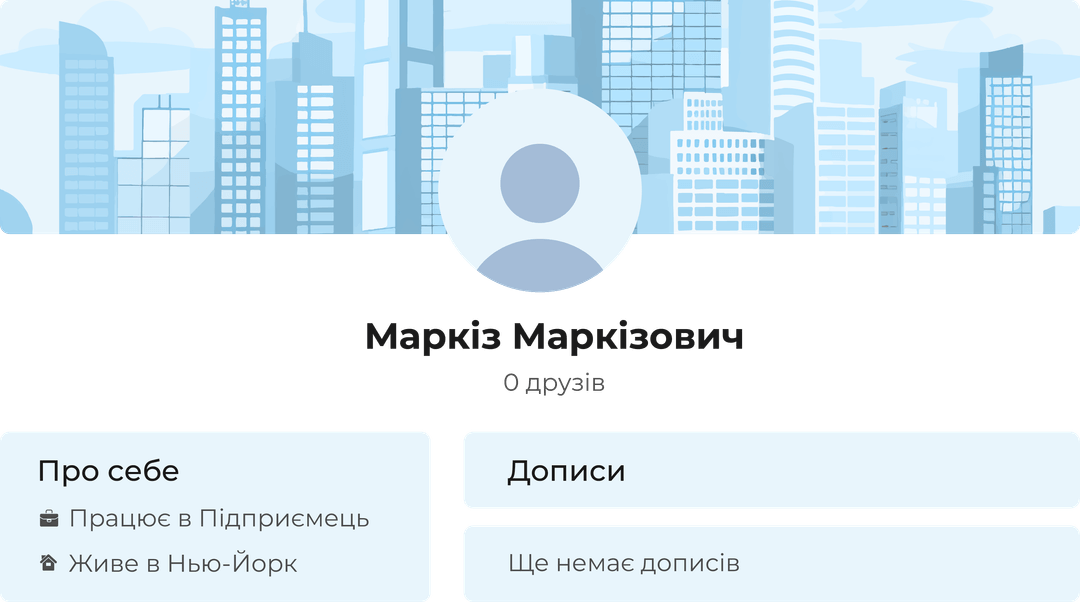 Маркіз Маркізович
0 друзів
Про себе
Працює в Підприємець
Живе в Нью-Йорк
Дописи
Ще немає дописів